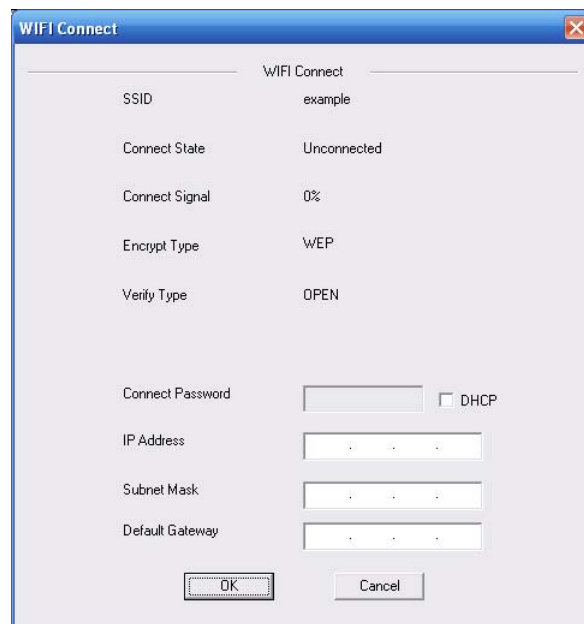 WIFI Connect
WIFI Connect
SSID example
Connect State Unconnected
Connect Signal 0%
Encrypt Type WEP
Verify Type OPEN
Connect Password DHCP
IP Address . . .
Subnet Mask . . .
Default Gateway . . .
OK Cancel